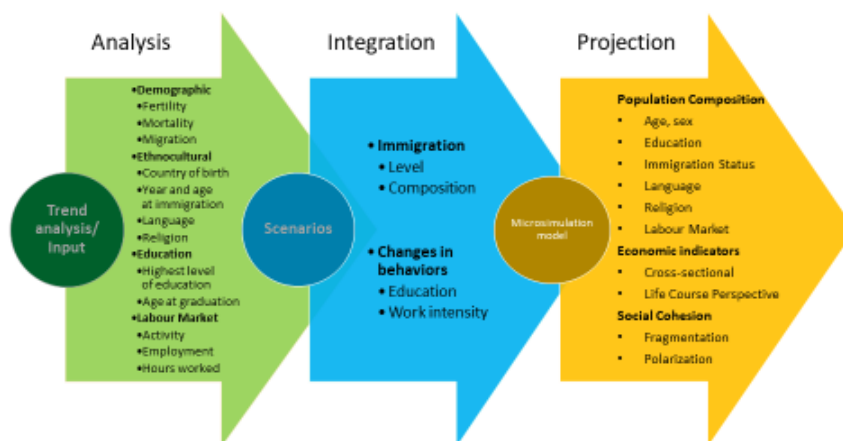 Analysis
Trend
analysis/
Input
•Demographic
•Fertility
•Mortality
•Migration
•Ethnocultural
•Country of birth
•Year and age
at immigration
•Language
•Religion
•Education
•Highest level
of education
•Age at graduation
•Labour Market
•Activity
•Employment
•Hours worked
Integration
Scenarios
• Immigration
• Level
• Composition
• Changes in
behaviors
• Education
• Work intensity
Projection
Microsimulation
model
Population Composition
▪ Age, sex
▪ Education
▪ Immigration Status
▪ Language
▪ Religion
▪ Labour Market
Economic indicators
▪ Cross-sectional
▪ Life Course Perspective
Social Cohesion
▪ Fragmentation
▪ Polarization